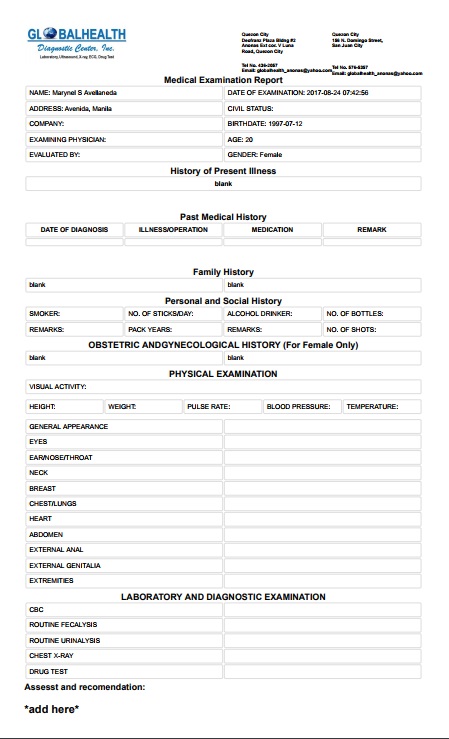 GLOBALHEALTH
Diagnostic Center, Inc.
Laboratory, Ultrasound, X-ray, ECG, Drug Test
Quezon City
Deofranz Plaza Bldng #2
Anonas Ext cor. V Luna
Road, Quezon City
Tel No. 436-2057
Email: globalhealth_anonas@yahoo.com
Quezon City
156 N. Domingo Street,
San Juan City
Tel No. 576-5357
Email: globalhealth_anonas@yahoo.com
Medical Examination Report
NAME: Marynel S Avellaneda
DATE OF EXAMINATION: 2017-08-24 07:42:56
ADDRESS: Avenida, Manila
CIVIL STATUS:
COMPANY:
BIRTHDATE: 1997-07-12
EXAMINING PHYSICIAN:
AGE: 20
EVALUATED BY:
GENDER: Female
History of Present Illness
blank
Past Medical History
DATE OF DIAGNOSIS ILLNESS/OPERATION MEDICATION REMARK
Family History
blank blank
Personal and Social History
SMOKER: NO. OF STICKS/DAY: ALCOHOL DRINKER: NO. OF BOTTLES:
REMARKS: PACK YEARS: REMARKS: NO. OF SHOTS:
OBSTETRIC ANDGYNECOLOGICAL HISTORY (For Female Only)
blank blank
PHYSICAL EXAMINATION
VISUAL ACTIVITY:
HEIGHT: WEIGHT: PULSE RATE: BLOOD PRESSURE: TEMPERATURE:
GENERAL APPEARANCE
EYES
EAR/NOSE/THROAT
NECK
BREAST
CHEST/LUNGS
HEART
ABDOMEN
EXTERNAL ANAL
EXTERNAL GENITALIA
EXTREMITIES
LABORATORY AND DIAGNOSTIC EXAMINATION
CBC
ROUTINE FECALYSIS
ROUTINE URINALYSIS
CHEST X-RAY
DRUG TEST
Assesst and recomendation:
*add here*